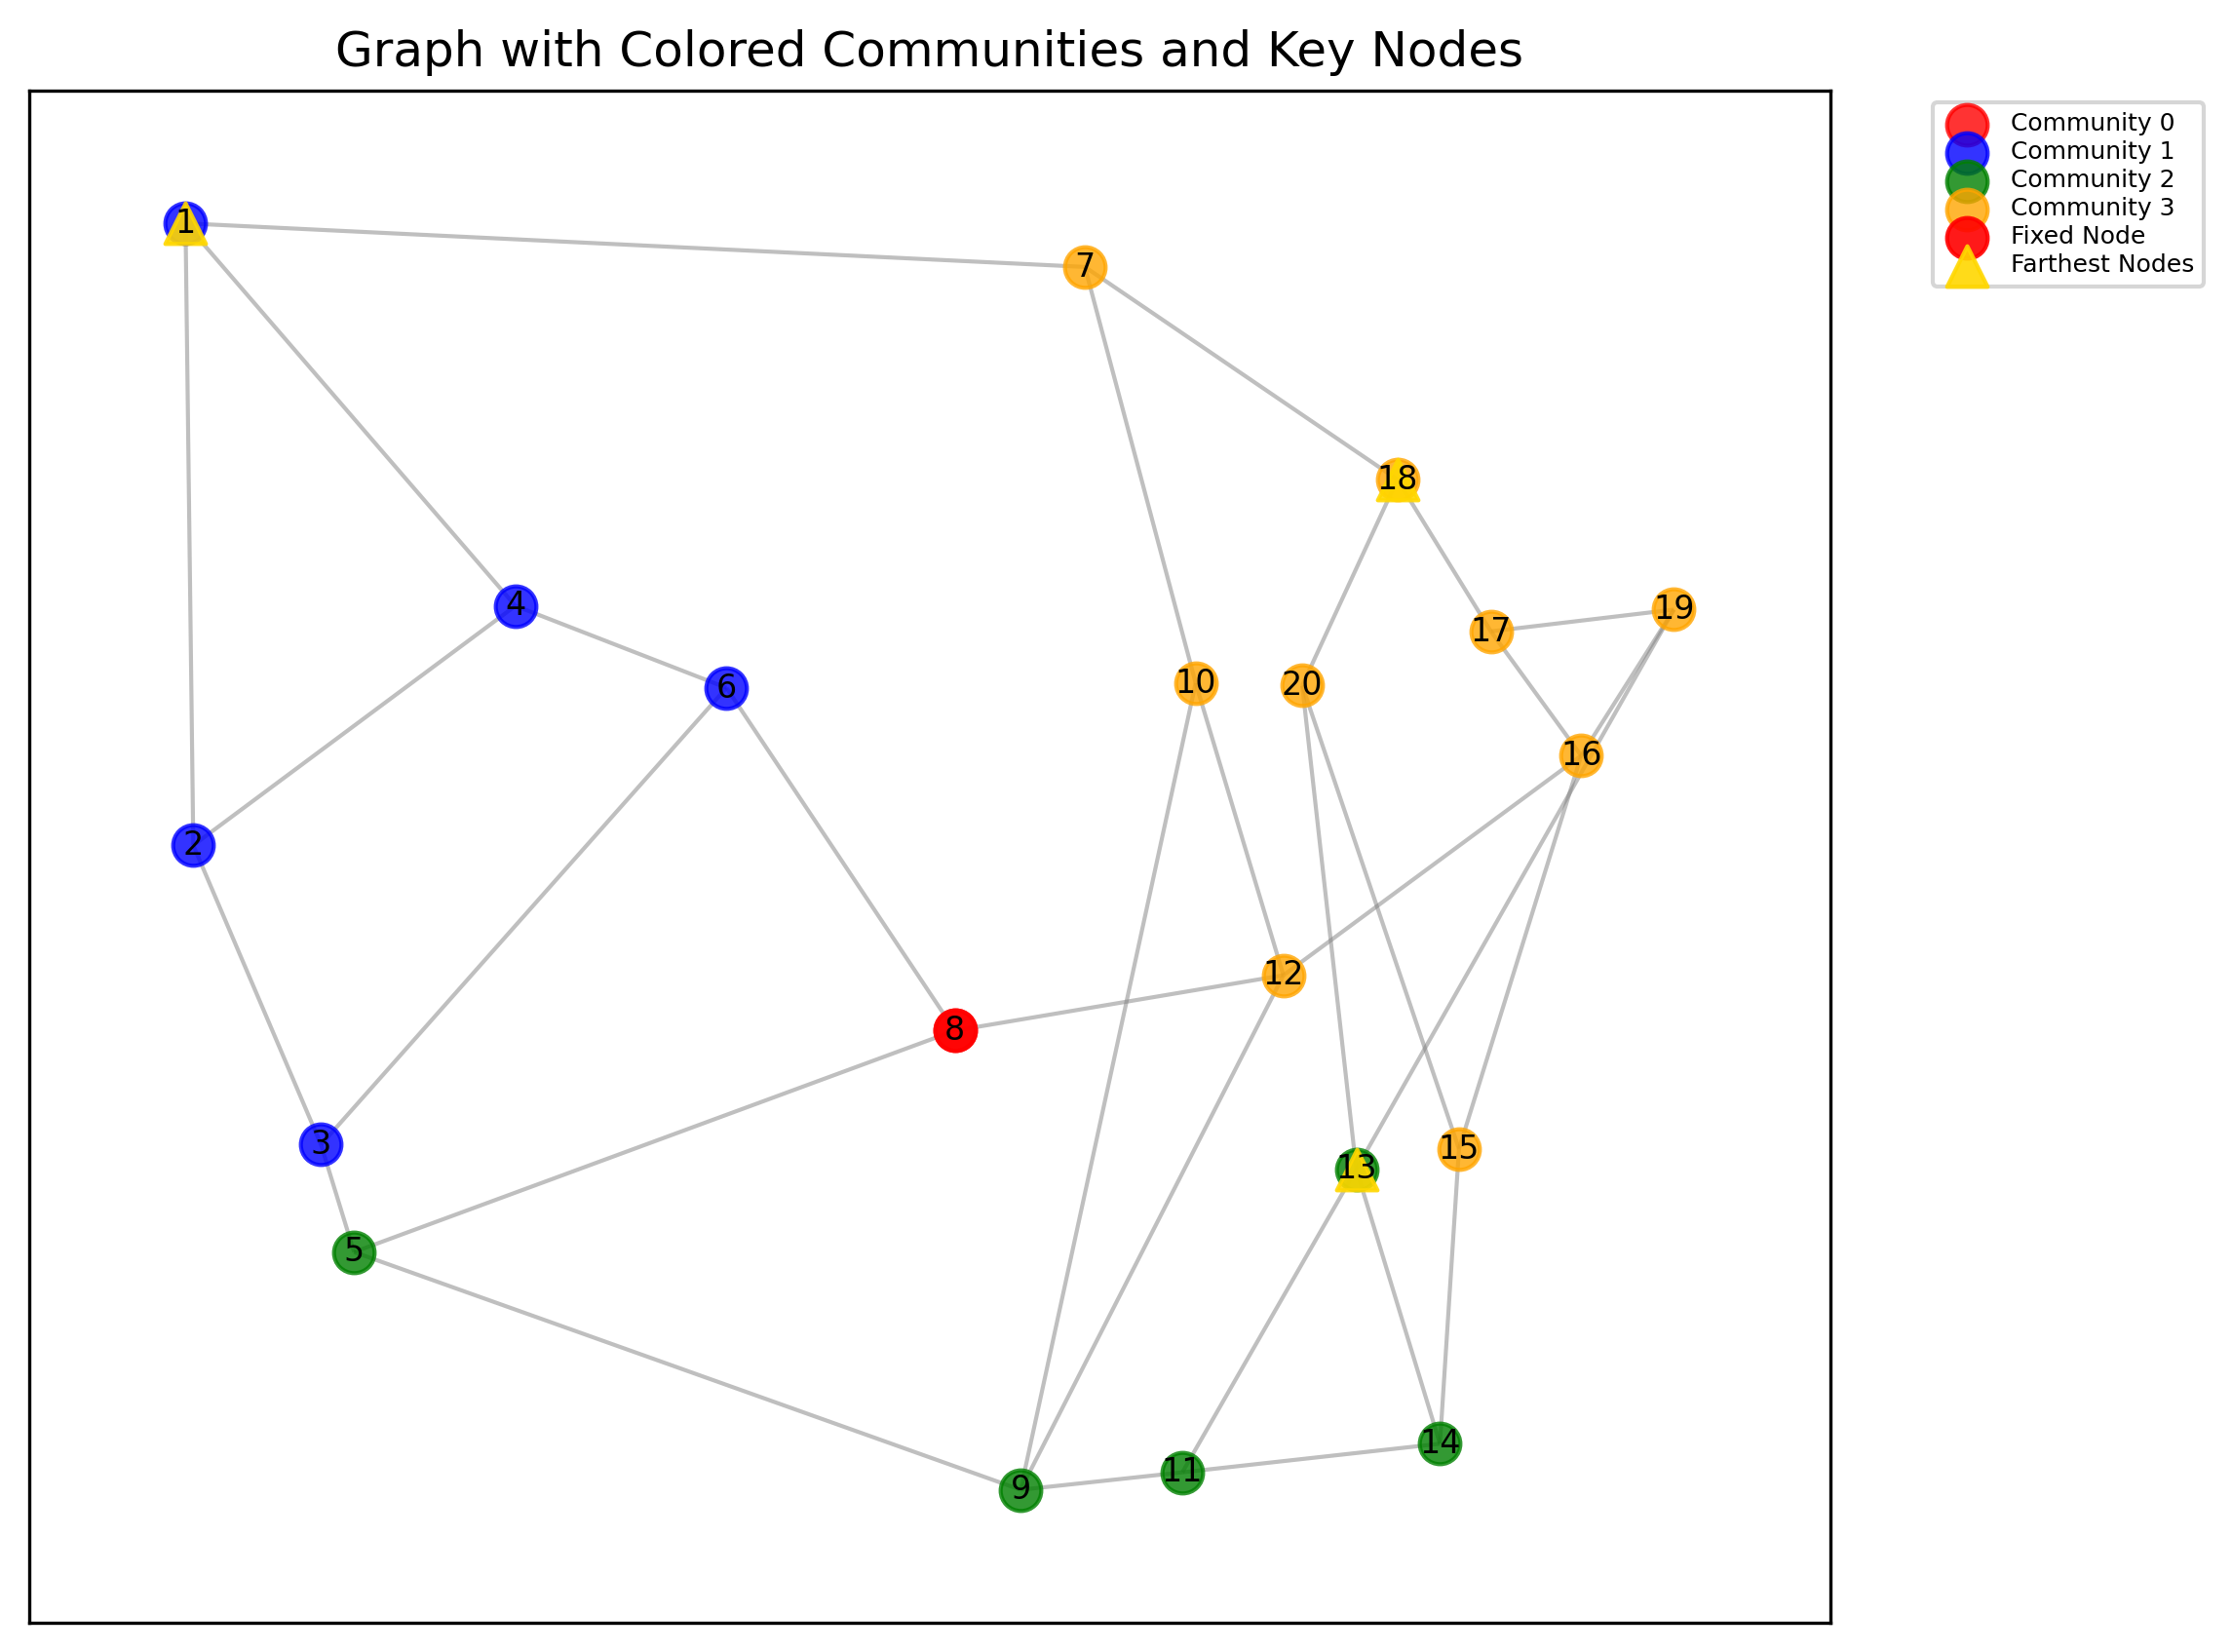 Graph with Colored Communities and Key Nodes
Community 0
Community 1
Community 2
Community 3
Fixed Node
Farthest Nodes
1
7
18
4
19
17
6
10
20
16
2
12
8
3
15
13
5
14
11
9